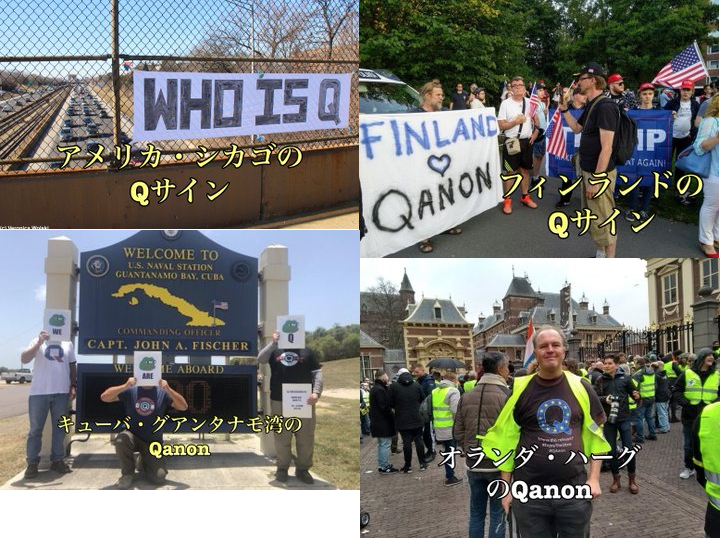 WHO IS Q
アメリカ・シカゴの
Qサイン
FINLAND
QANON
フィンランドの
Qサイン
WELCOME TO
U.S. NAVAL STATION
GUANTANAMO BAY, CUBA
COMMANDING OFFICER
CAPT. JOHN A. FISCHER
WE
ARE
Q
キューバ・グアンタナモ湾の
Qanon
Q
オランダ・ハーグ
のQanon